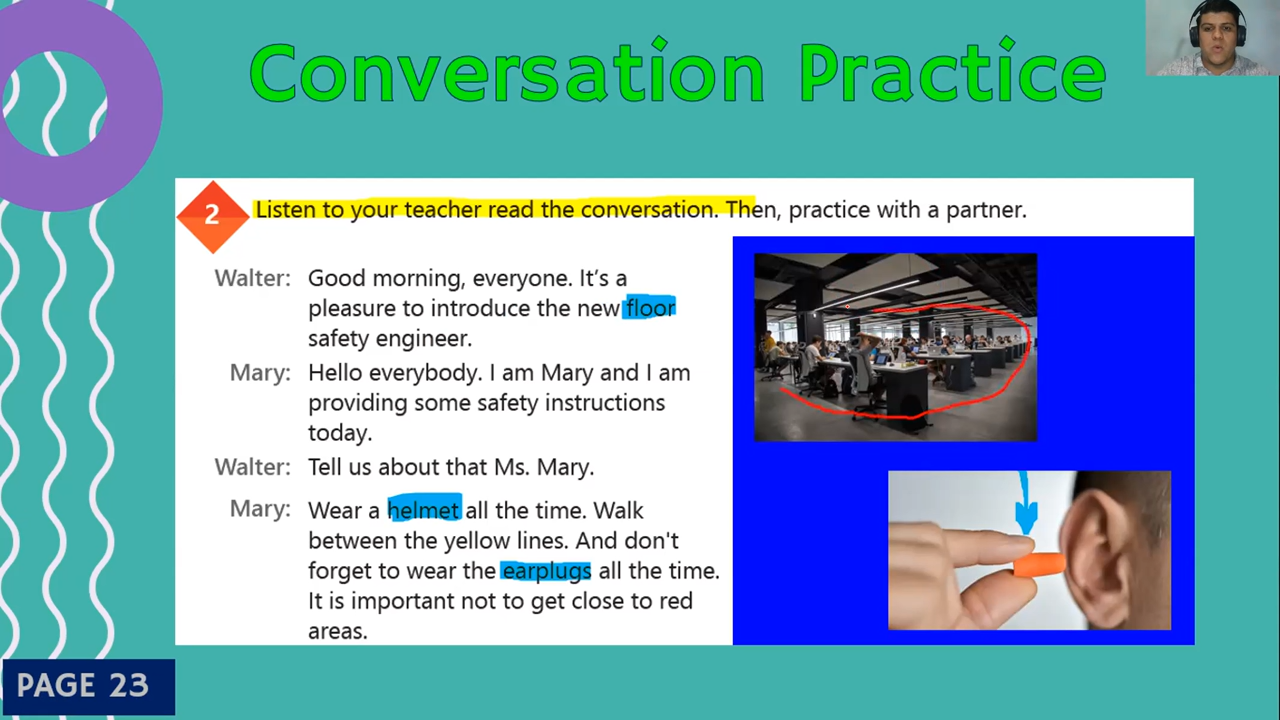 Conversation Practice
2
Listen to your teacher read the conversation. Then, practice with a partner.
Walter: Good morning, everyone. It's a
pleasure to introduce the new floor
safety engineer.
Mary: Hello everybody. I am Mary and I am
providing some safety instructions
today.
Walter: Tell us about that Ms. Mary.
Mary: Wear a helmet all the time. Walk
between the yellow lines. And don't
forget to wear the earplugs all the time.
It is important not to get close to red
areas.
PAGE 23